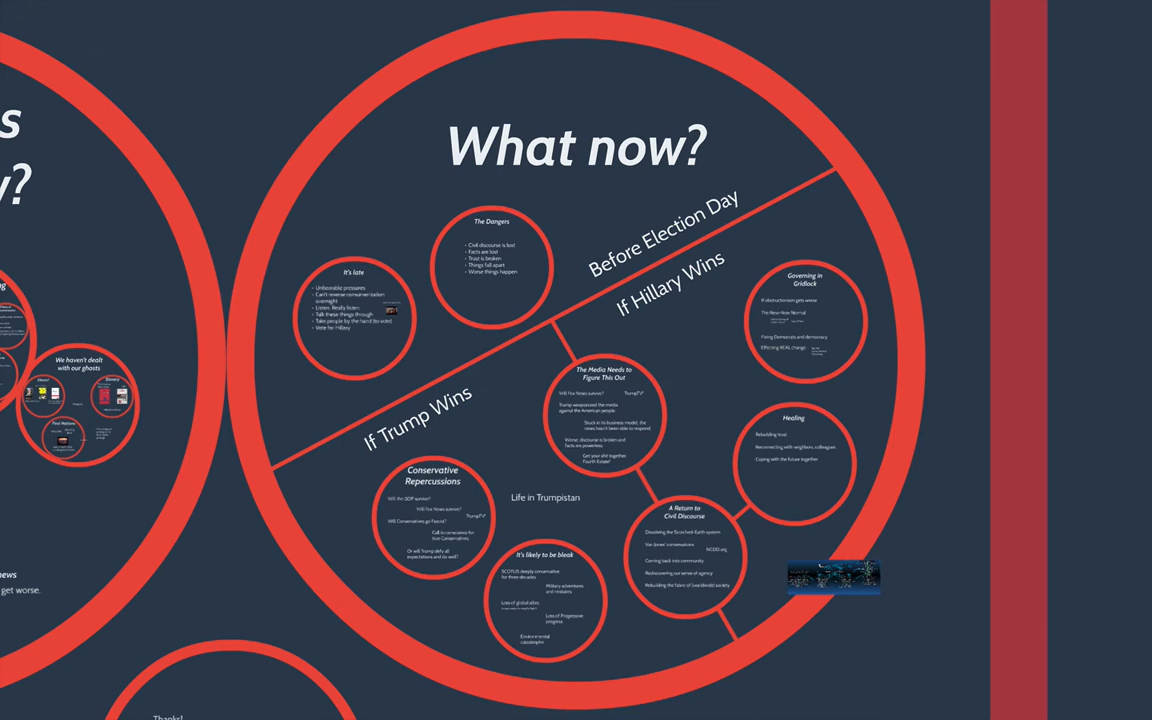 s
y?
What now?
Before Election Day
The Dangers
• Civil discourse is lost
• Facts are lost
• Trust is broken
• Things fall apart
• Worse things happen
It's late
• Unbearable pressures
• Can't reverse consumerization
overnight
• Listen. Really listen.
• Talk these things through
• Take people by the hand (to vote)
• Vote for Hillary
If Hillary Wins
Governing in
Gridlock
If obstructionism gets worse
The New-New Normal
Fixing Democrats and democracy
Effecting REAL change
The Media Needs to
Figure This Out
Will Fox News survive?
TrumpTV?
Trump weaponized the media
against the American people.
Stuck in its business model, the
news hasn't been able to respond.
Worse, discourse is broken and
facts are powerless.
Get your shit together,
Fourth Estate!
Healing
Rebuilding trust
Reconnecting with neighbors, colleagues
Coping with the future together
A Return to
Civil Discourse
Dissolving the Scorched-Earth system
Van Jones' conversations
NCDD.org
Coming back into community
Rediscovering our sense of agency
Rebuilding the fabric of (worldwide) society
If Trump Wins
Conservative
Repercussions
Will the GOP survive?
Will Fox News survive?
TrumpTV?
Will Conservatives go Fascist?
Call to conscience for
true Conservatives
Or will Trump defy all
expectations and do well?
Life in Trumpistan
It's likely to be bleak
SCOTUS deeply conservative
for three decades
Military adventures
and mistakes
Loss of global allies
Loss of Progressive
progress
Environmental
catastrophe
We haven't dealt
with our ghosts
Slavery
First Nations
ng
news
get worse.
Thanks!